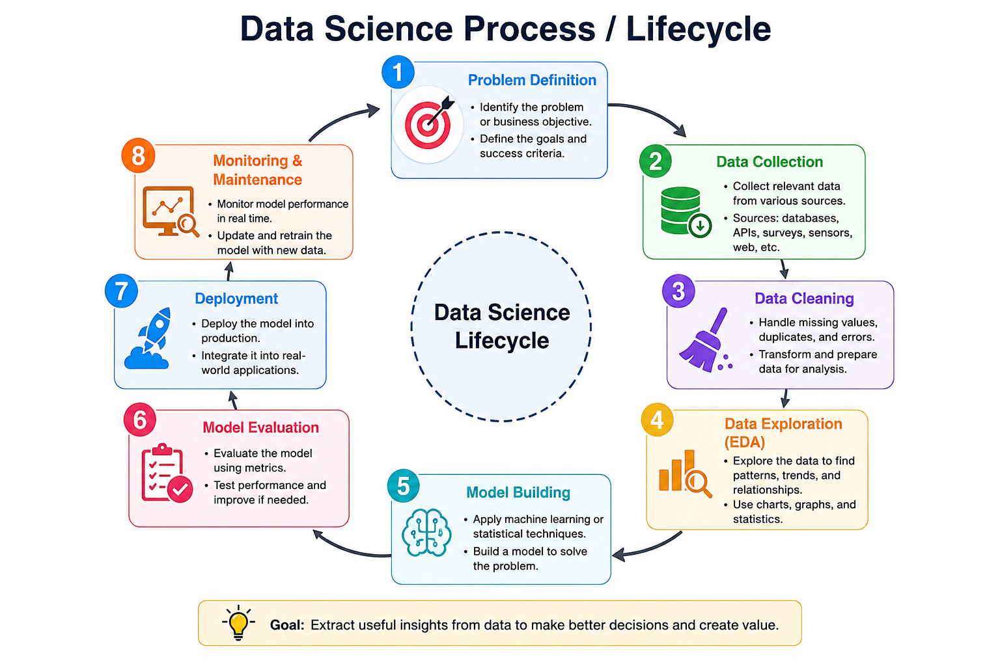 Data Science Process / Lifecycle
1
Problem Definition
• Identify the problem
or business objective.
• Define the goals and
success criteria.
2
Data Collection
• Collect relevant data
from various sources.
• Sources: databases,
APIs, surveys, sensors,
web, etc.
3
Data Cleaning
• Handle missing values,
duplicates, and errors.
• Transform and prepare
data for analysis.
4
Data Exploration
(EDA)
• Explore the data to find
patterns, trends, and
relationships.
• Use charts, graphs, and
statistics.
5
Model Building
• Apply machine learning or
statistical techniques.
• Build a model to solve
the problem.
6
Model Evaluation
• Evaluate the model
using metrics.
• Test performance and
improve if needed.
7
Deployment
• Deploy the model into
production.
• Integrate it into real-
world applications.
8
Monitoring &
Maintenance
• Monitor model performance
in real time.
• Update and retrain the
model with new data.
Data Science
Lifecycle
Goal: Extract useful insights from data to make better decisions and create value.